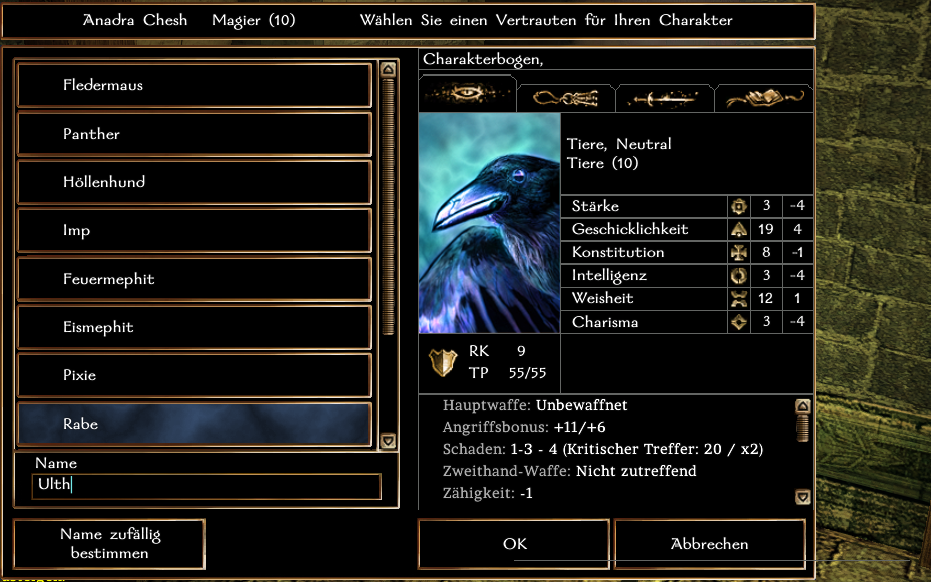 Anadra Chesh Magier (10) Wählen Sie einen Vertrauten für Ihren Charakter
Fledermaus
Panther
Höllenhund
Imp
Feuermephit
Eismephit
Pixie
Rabe
Name
Ulth
Name zufällig
bestimmen
Charakterbogen,
Tiere, Neutral
Tiere (10)
Stärke 3 -4
Geschicklichkeit 19 4
Konstitution 8 -1
Intelligenz 3 -4
Weisheit 12 1
Charisma 3 -4
RK 9
TP 55/55
Hauptwaffe: Unbewaffnet
Angriffsbonus: +11/+6
Schaden: 1-3 - 4 (Kritischer Treffer: 20 / x2)
Zweithand-Waffe: Nicht zutreffend
Zähigkeit: -1
OK Abbrechen